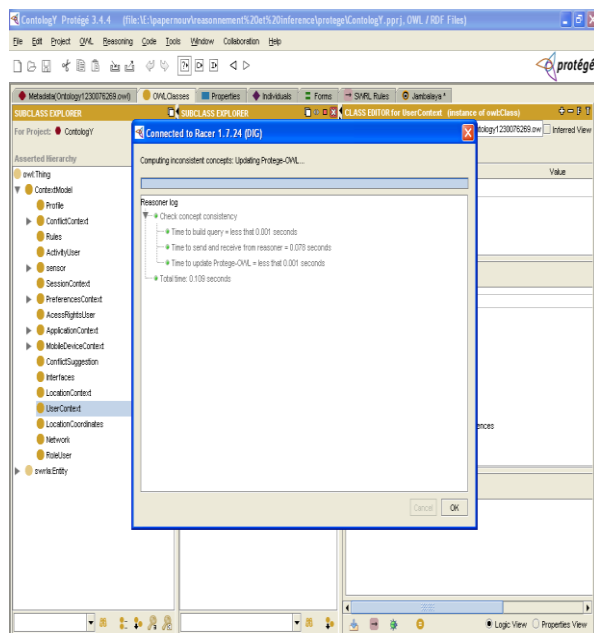 ContologY Protégé 3.4.4 (file:\E:\papernouv\reasonnement%20et%20inference\protege\ContologY.pprj, OWL / RDF Files)
File Edit Project OWL Reasoning Code Tools Window Collaboration Help
protégé
Metadata(Ontology1230076269.owl) OWLClasses Properties Individuals Forms SWRL Rules Jambalaya *
SUBCLASS EXPLORER SUBCLASS EXPLORER CLASS EDITOR for UserContext (instance of owl:Class)
For Project: ContologY
tology1230076269.ow Inferred View
Connected to Racer 1.7.24 (DIG)
Asserted Hierarchy
Value
Computing inconsistent concepts: Updating Protege-OWL...
owl:Thing
ContextModel
Profile
ConflictContext
Rules
ActivityUser
sensor
SessionContext
PreferencesContext
AcessRightsUser
ApplicationContext
MobileDeviceContext
ConflictSuggestion
Interfaces
LocationContext
UserContext
LocationCoordinates
Network
RoleUser
swrla:Entity
Reasoner log
Check concept consistency
Time to build query = less that 0.001 seconds
Time to send and receive from reasoner = 0,078 seconds
Time to update Protege-OWL = less that 0.001 seconds
Total time: 0.109 seconds
ences
Cancel OK
Logic View Properties View